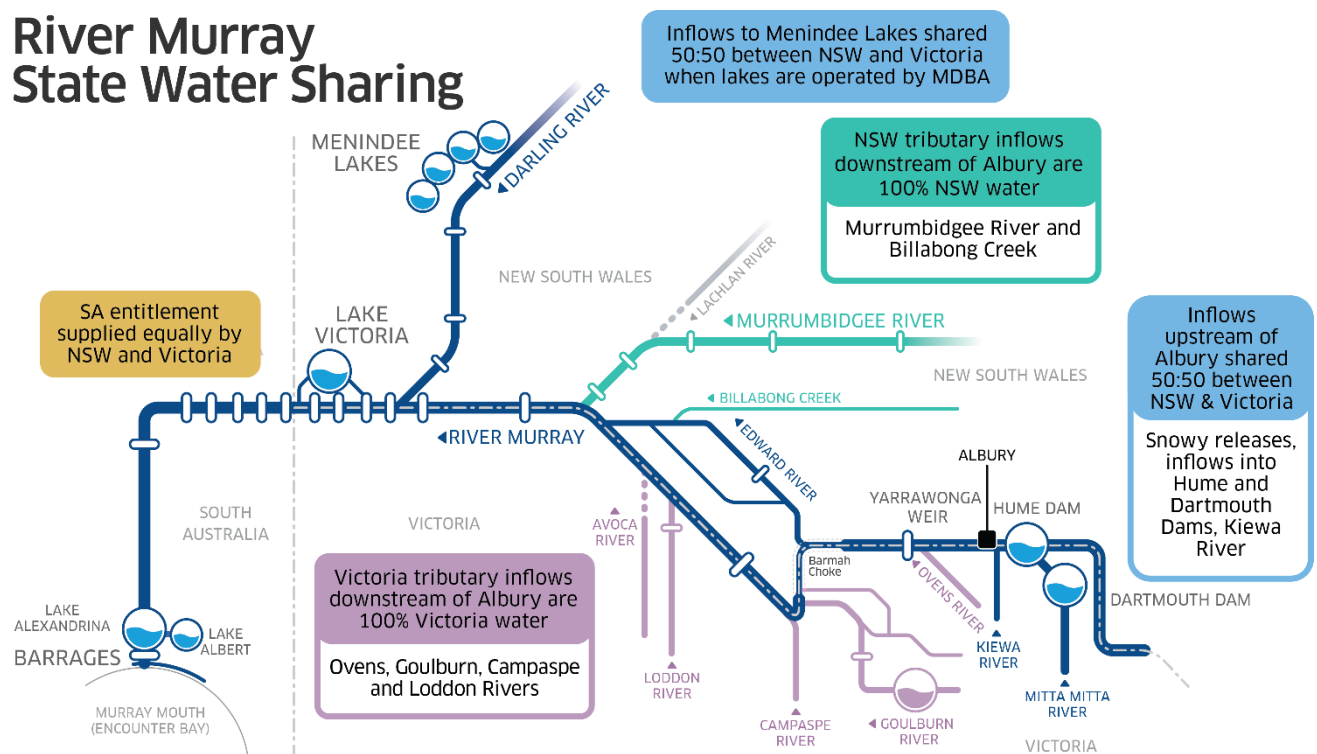 River Murray
State Water Sharing
Inflows to Menindee Lakes shared
50:50 between NSW and Victoria
when lakes are operated by MDBA
MENINDEE
LAKES
DARLING RIVER
NSW tributary inflows
downstream of Albury are
100% NSW water
Murrumbidgee River and
Billabong Creek
NEW SOUTH WALES
LACHLAN RIVER
SA entitlement
supplied equally by
NSW and Victoria
LAKE
VICTORIA
MURRUMBIDGEE RIVER
NEW SOUTH WALES
Inflows
upstream of
Albury shared
50:50 between
NSW & Victoria
Snowy releases,
inflows into
Hume and
Dartmouth
Dams, Kiewa
River
BILLABONG CREEK
RIVER MURRAY
EDWARD RIVER
ALBURY
YARRAWONGA
WEIR
HUME DAM
SOUTH
AUSTRALIA
VICTORIA
AVOCA
RIVER
Barmah
Choke
OVENS RIVER
DARTMOUTH DAM
Victoria tributary inflows
downstream of Albury are
100% Victoria water
Ovens, Goulburn, Campaspe
and Loddon Rivers
LAKE
ALEXANDRINA
LAKE
ALBERT
BARRAGES
KIEWA
RIVER
LODDON
RIVER
MITTA MITTA
RIVER
MURRAY MOUTH
(ENCOUNTER BAY)
CAMPASPE
RIVER
GOULBURN
RIVER
VICTORIA